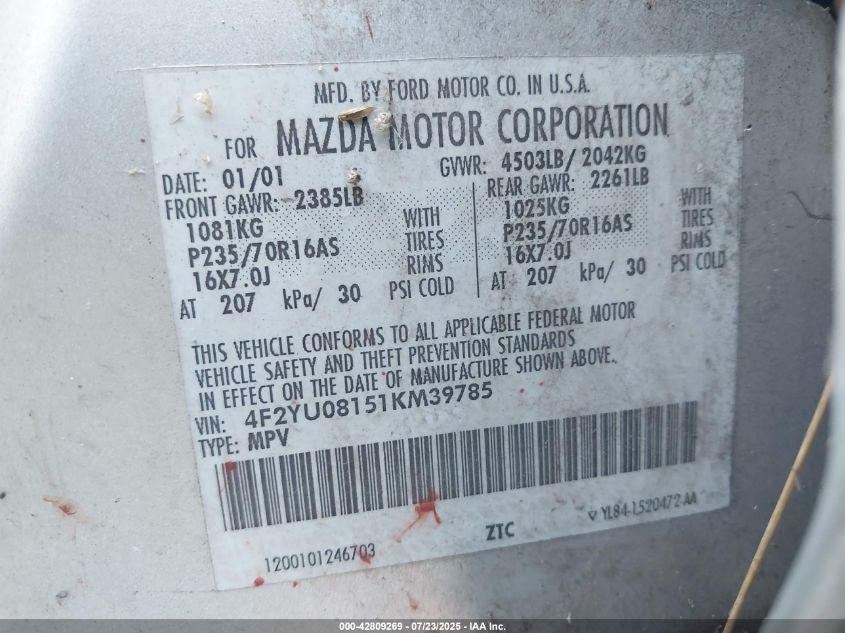 MFD. BY FORD MOTOR CO. IN U.S.A.
FOR MAZDA MOTOR CORPORATION
DATE: 01/01 GVWR: 4503LB/ 2042KG
FRONT GAWR: 2385LB REAR GAWR: 2261LB
1081KG WITH 1025KG WITH
P235/70R16AS TIRES P235/70R16AS TIRES
16X7.0J RIMS 16X7.0J RIMS
AT 207 kPa/ 30 PSI COLD AT 207 kPa/ 30 PSI COLD
THIS VEHICLE CONFORMS TO ALL APPLICABLE FEDERAL MOTOR
VEHICLE SAFETY AND THEFT PREVENTION STANDARDS
IN EFFECT ON THE DATE OF MANUFACTURE SHOWN ABOVE.
VIN: 4F2YU08151KM39785
TYPE: MPV
1200101246703 ZTC YL84-1520472-AA
000-42809269 - 07/23/2025 - IAA Inc.